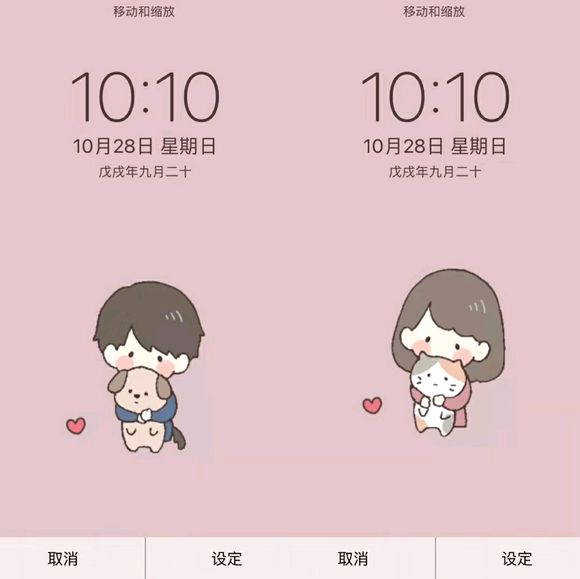 移动和缩放
10:10
10月28日 星期日
戊戌年九月二十
取消
设定
移动和缩放
10:10
10月28日 星期日
戊戌年九月二十
取消
设定